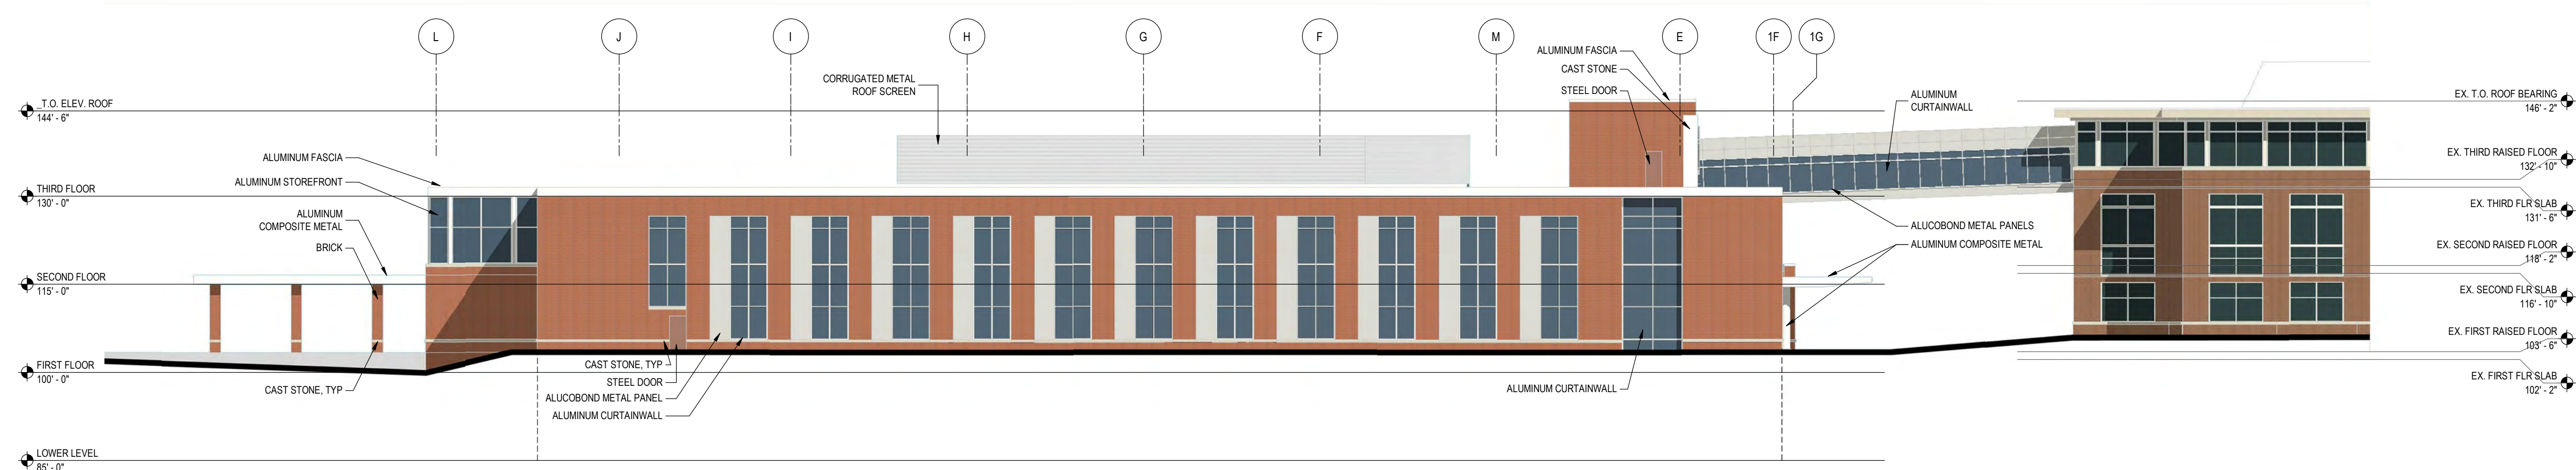 L
J
I
H
G
F
M
E
1F
1G
ALUMINUM FASCIA
CAST STONE
STEEL DOOR
CORRUGATED METAL
ROOF SCREEN
ALUMINUM
CURTAINWALL
_T.O. ELEV. ROOF
144' - 6"
EX. T.O. ROOF BEARING
146' - 2"
ALUMINUM FASCIA
ALUMINUM STOREFRONT
THIRD FLOOR
130' - 0"
EX. THIRD RAISED FLOOR
132' - 10"
ALUMINUM
COMPOSITE METAL
BRICK
EX. THIRD FLR SLAB
131' - 6"
ALUCOBOND METAL PANELS
ALUMINUM COMPOSITE METAL
EX. SECOND RAISED FLOOR
118' - 2"
SECOND FLOOR
115' - 0"
EX. SECOND FLR SLAB
116' - 10"
EX. FIRST RAISED FLOOR
103' - 6"
FIRST FLOOR
100' - 0"
EX. FIRST FLR SLAB
102' - 2"
CAST STONE, TYP
CAST STONE, TYP
STEEL DOOR
ALUCOBOND METAL PANEL
ALUMINUM CURTAINWALL
ALUMINUM CURTAINWALL
LOWER LEVEL
85' - 0"